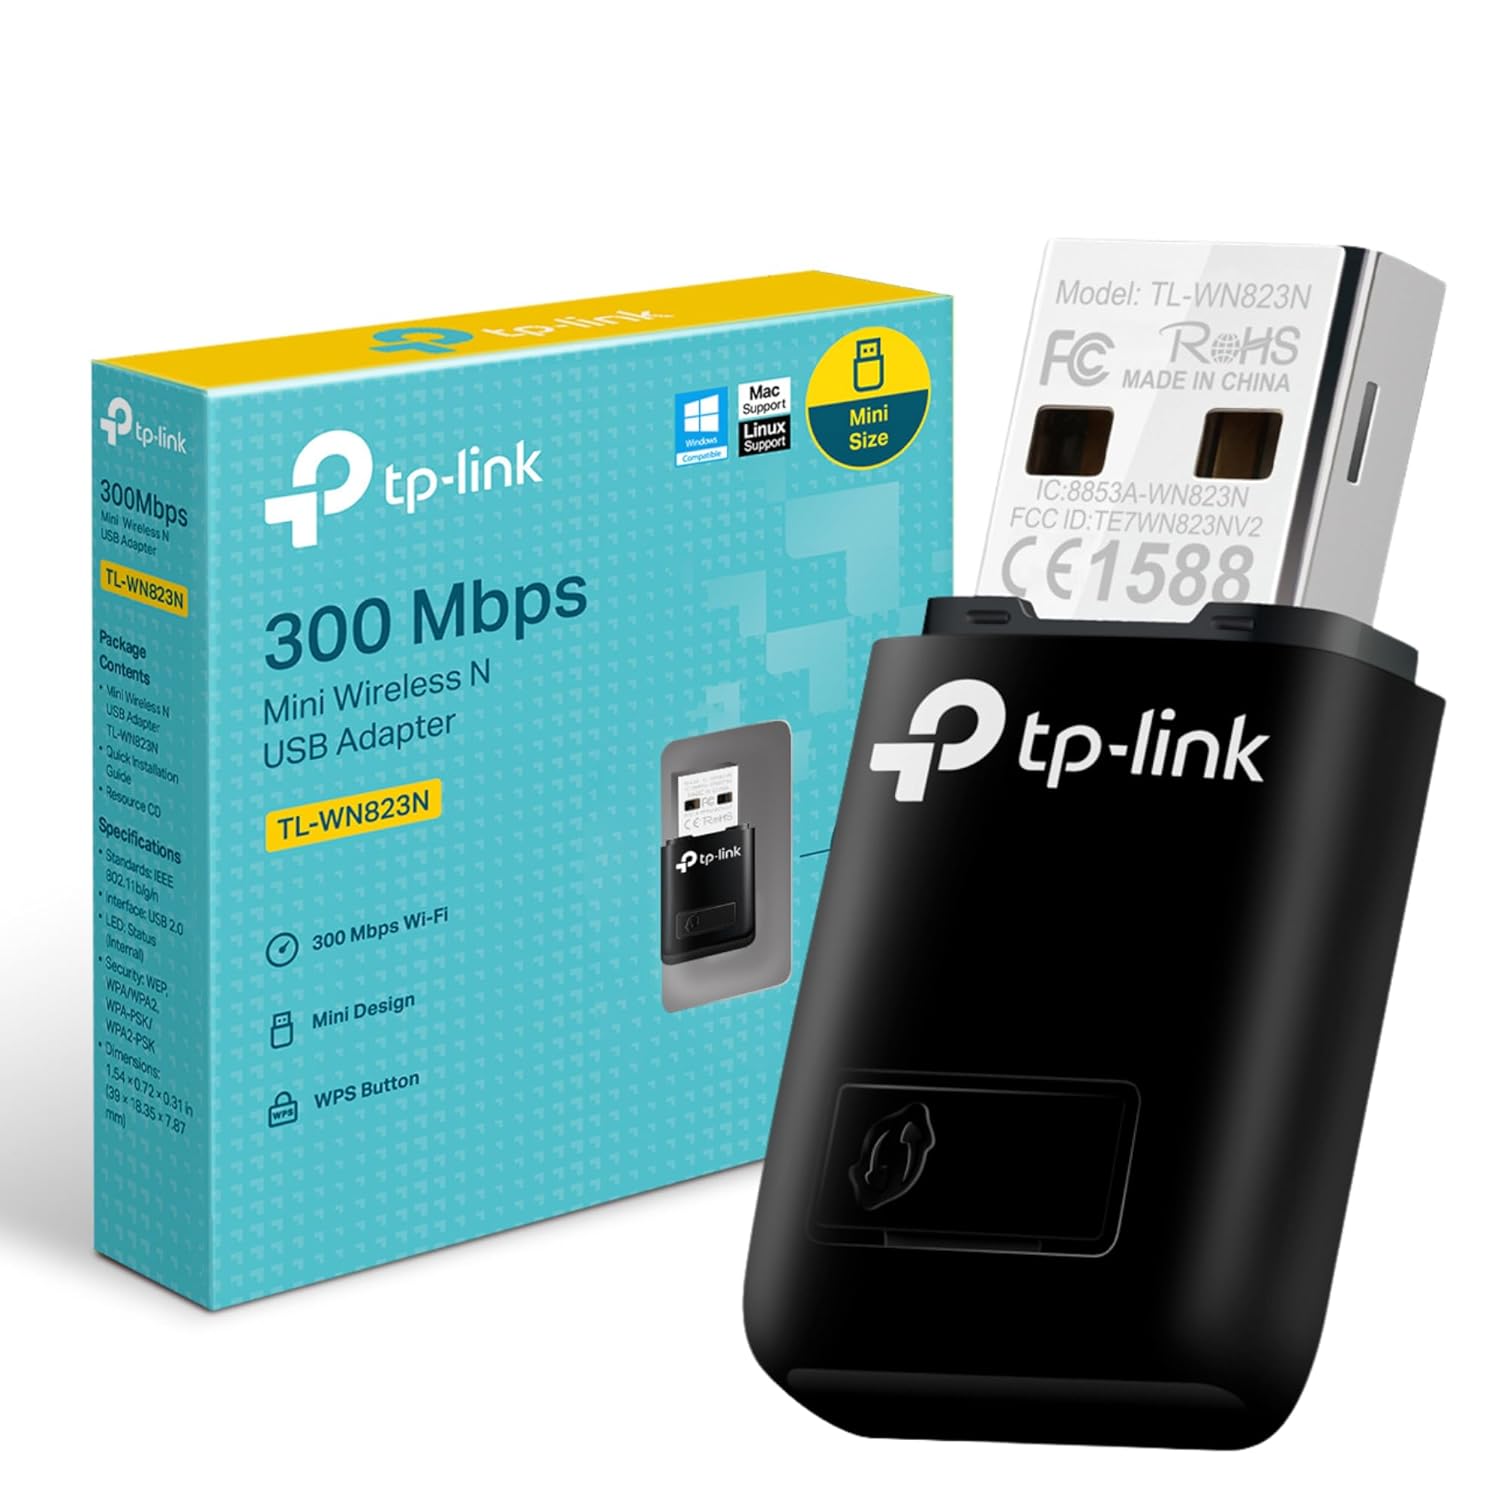 tp-link
tp-link
300Mbps
Mini Wireless N
USB Adapter
TL-WN823N
Package
Contents
• Mini Wireless N
USB Adapter
TL-WN823N
• Quick Installation
Guide
• Resource CD
Specifications
• Standards: IEEE
802.11b/g/n
• Interface: USB 2.0
• LED: Status
(Internal)
• Security: WEP,
WPA/WPA2,
WPA-PSK/
WPA2-PSK
• Dimensions:
1.54 x 0.72 x 0.31 in
(39 x 18.35 x 7.87
mm)
tp-link
Windows
Compatible
Mac
Support
Linux
Support
Mini
Size
300 Mbps
Mini Wireless N
USB Adapter
TL-WN823N
300 Mbps Wi-Fi
Mini Design
WPS
WPS Button
FC
CE RoHS
tp-link
Model: TL-WN823N
FC RoHS
MADE IN CHINA
IC:8853A-WN823N
FCC ID:TE7WN823NV2
CE1588
tp-link